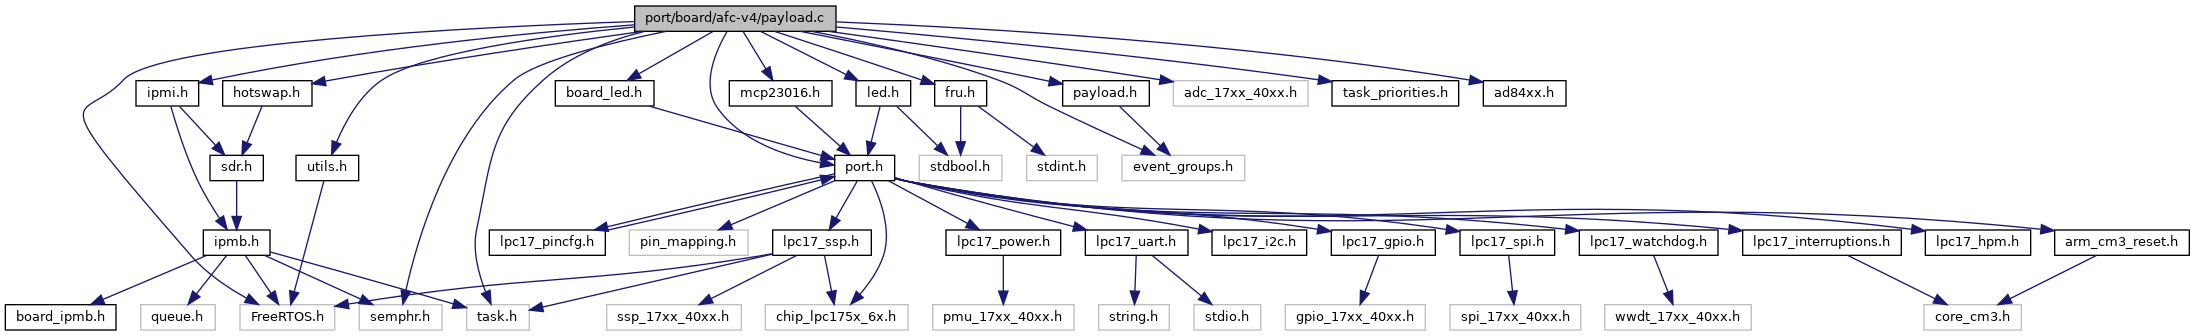 port/board/afc-v4/payload.c
ipmi.h
hotswap.h
board_led.h
mcp23016.h
led.h
fru.h
payload.h
adc_17xx_40xx.h
task_priorities.h
ad84xx.h
sdr.h
utils.h
port.h
stdbool.h
stdint.h
event_groups.h
ipmb.h
lpc17_pincfg.h
pin_mapping.h
lpc17_ssp.h
lpc17_power.h
lpc17_uart.h
lpc17_i2c.h
lpc17_gpio.h
lpc17_spi.h
lpc17_watchdog.h
lpc17_interruptions.h
lpc17_hpm.h
arm_cm3_reset.h
board_ipmb.h
queue.h
FreeRTOS.h
semphr.h
task.h
ssp_17xx_40xx.h
chip_lpc175x_6x.h
pmu_17xx_40xx.h
string.h
stdio.h
gpio_17xx_40xx.h
spi_17xx_40xx.h
wwdt_17xx_40xx.h
core_cm3.h